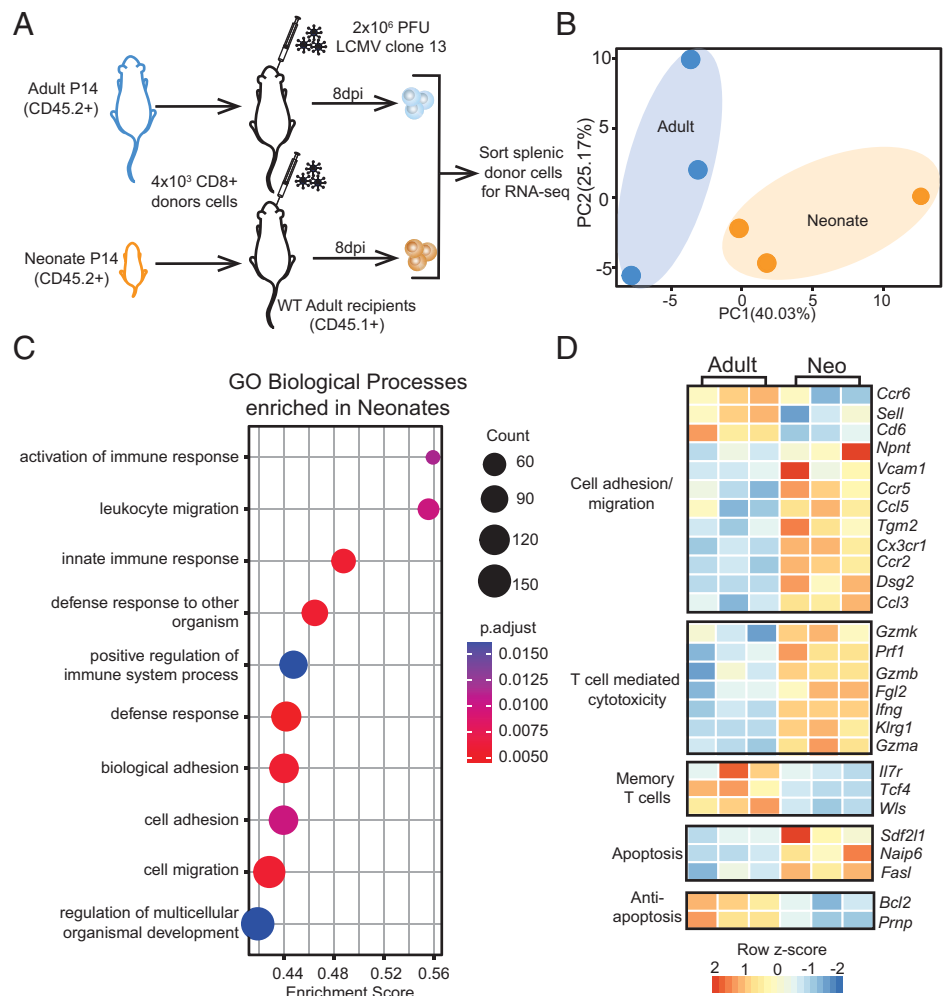 A
Adult P14
(CD45.2+)
4x10³ CD8+
donors cells
Neonate P14
(CD45.2+)
2x10⁶ PFU
LCMV clone 13
8dpi
8dpi
WT Adult recipients
(CD45.1+)
Sort splenic
donor cells
for RNA-seq
B
PC2(25.17%)
10
5
0
-5
Adult
Neonate
-5
0
5
10
PC1(40.03%)
C
GO Biological Processes
enriched in Neonates
activation of immune response
leukocyte migration
innate immune response
defense response to other
organism
positive regulation of
immune system process
defense response
biological adhesion
cell adhesion
cell migration
regulation of multicellular
organismal development
0.44
0.48
0.52
0.56
Enrichment Score
Count
60
90
120
150
p.adjust
0.0150
0.0125
0.0100
0.0075
0.0050
D
Adult
Neo
Cell adhesion/
migration
Ccr6
Sell
Cd6
Npnt
Vcam1
Ccr5
Ccl5
Tgm2
Cx3cr1
Ccr2
Dsg2
Ccl3
T cell mediated
cytotoxicity
Gzmk
Prf1
Gzmb
Fgl2
Ifng
Klrg1
Gzma
Memory
T cells
Il7r
Tcf4
Wls
Apoptosis
Sdf2l1
Naip6
Fasl
Anti-
apoptosis
Bcl2
Prnp
Row z-score
2 1 0 -1 -2